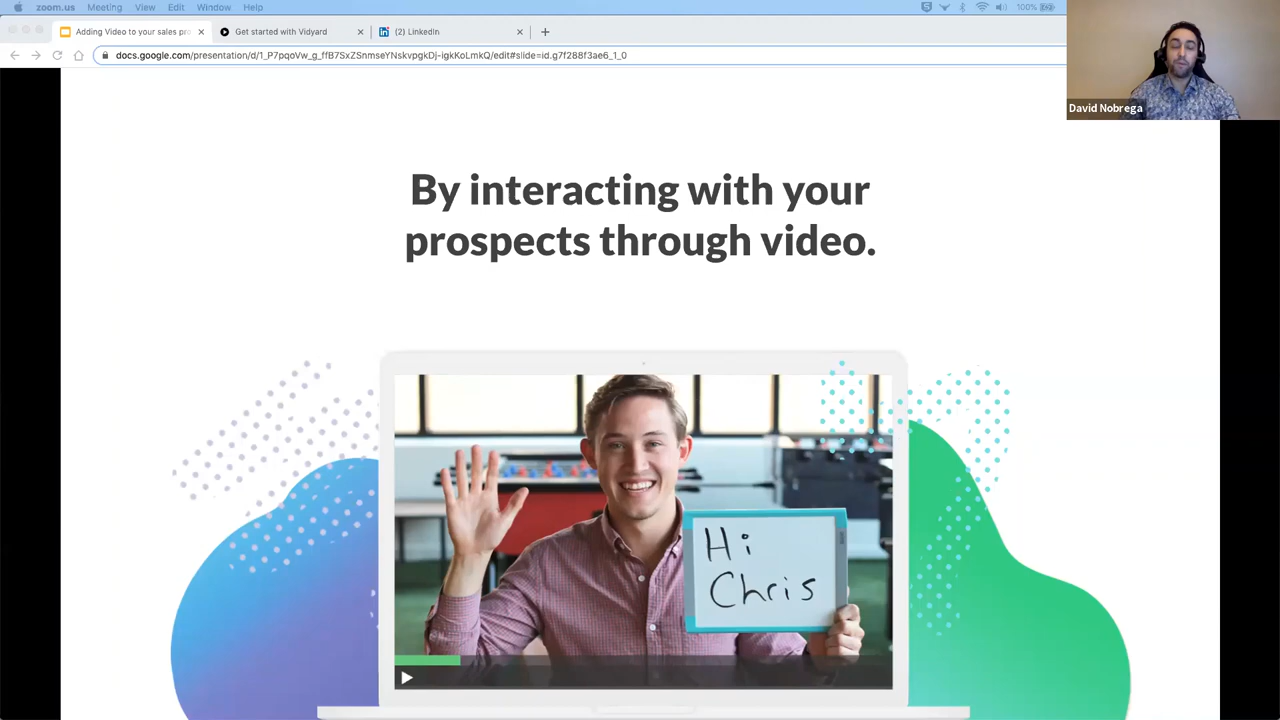 zoom.us Meeting View Edit Window Help 100%
Adding Video to your sales pro
Get started with Vidyard
(2) LinkedIn
docs.google.com/presentation/d/1_P7pqoVw_g_ffB7SxZSnmseYNskvpgkDj-igkKoLmkQ/edit#slide=id.g7f288f3ae6_1_0
David Nobrega
By interacting with your
prospects through video.
Hi
Chris